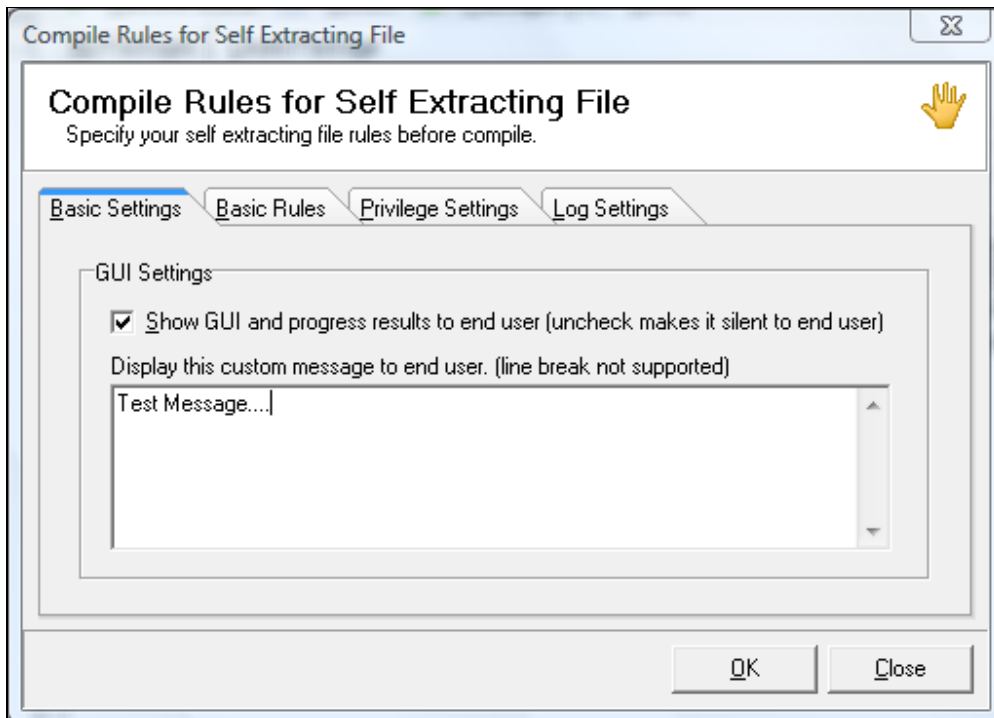 Compile Rules for Self Extracting File
Compile Rules for Self Extracting File
Specify your self extracting file rules before compile.
Basic Settings Basic Rules Privilege Settings Log Settings
GUI Settings
Show GUI and progress results to end user (uncheck makes it silent to end user)
Display this custom message to end user. (line break not supported)
Test Message....
OK Close